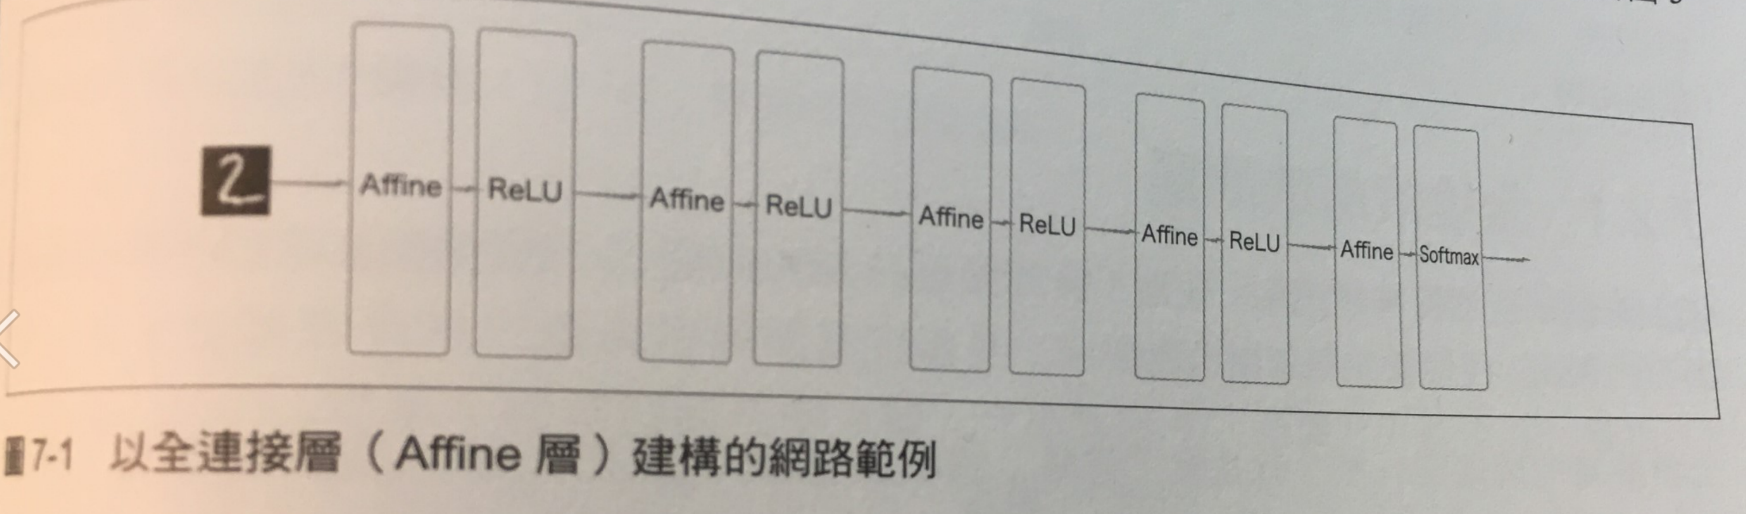 2
Affine ReLU Affine ReLU Affine ReLU Affine ReLU Affine Softmax
圖7-1 以全連接層（Affine 層）建構的網路範例